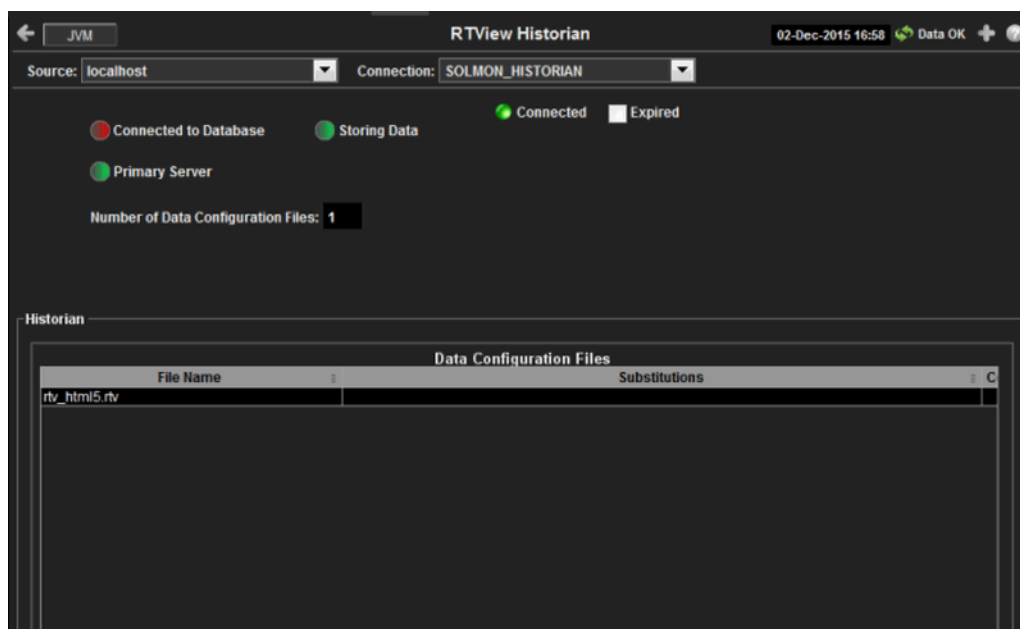 JVM
RTView Historian
02-Dec-2015 16:58 Data OK
Source: localhost Connection: SOLMON_HISTORIAN
Connected Expired
Connected to Database Storing Data
Primary Server
Number of Data Configuration Files: 1
Historian
Data Configuration Files
File Name Substitutions C
rtv_html5.rtv